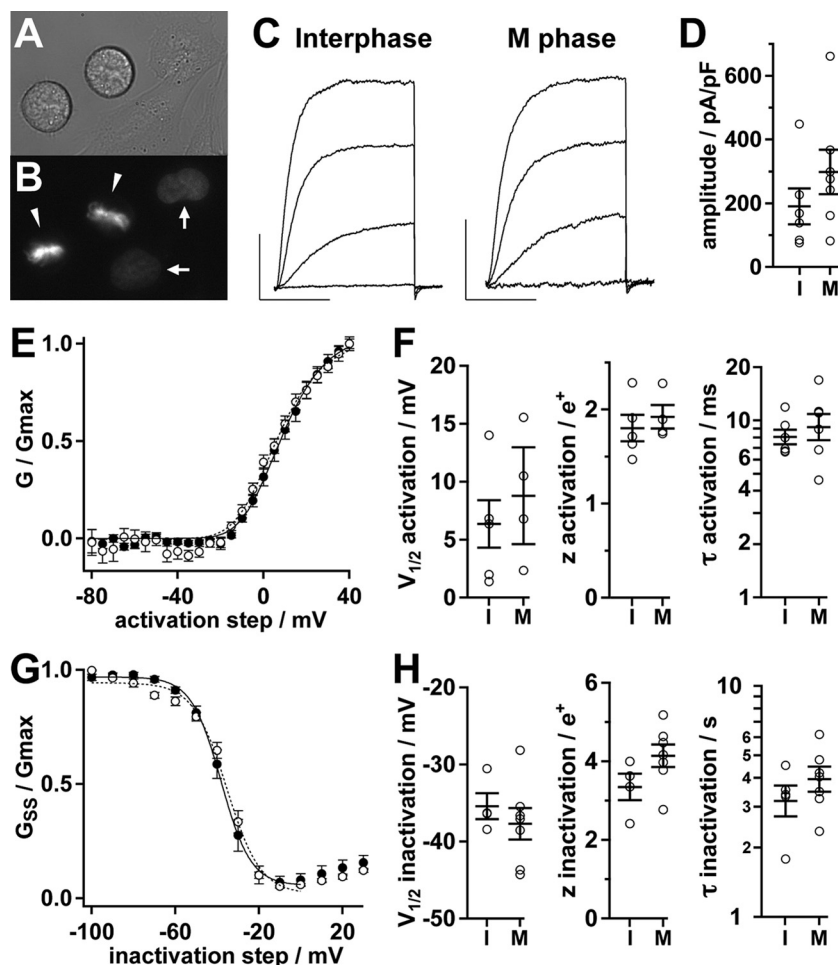 A
B
C
Interphase
M phase
D
amplitude / pA/pF
600
400
200
0
I M
E
G / Gmax
1.0
0.5
0.0
-80 -40 0 40
activation step / mV
F
V1/2 activation / mV
20
15
10
5
0
I M
z activation / e+
2
1
0
I M
τ activation / ms
20
10
8
6
4
2
1
I M
G
GSS / Gmax
1.0
0.5
0.0
-100 -60 -20 20
inactivation step / mV
H
V1/2 inactivation / mV
-20
-30
-40
-50
I M
z inactivation / e+
6
4
2
0
I M
τ inactivation / s
10
6
5
4
3
2
1
I M